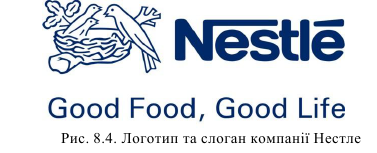 Nestlé
Good Food, Good Life
Рис. 8.4. Логотип та слоган компанії Нестле